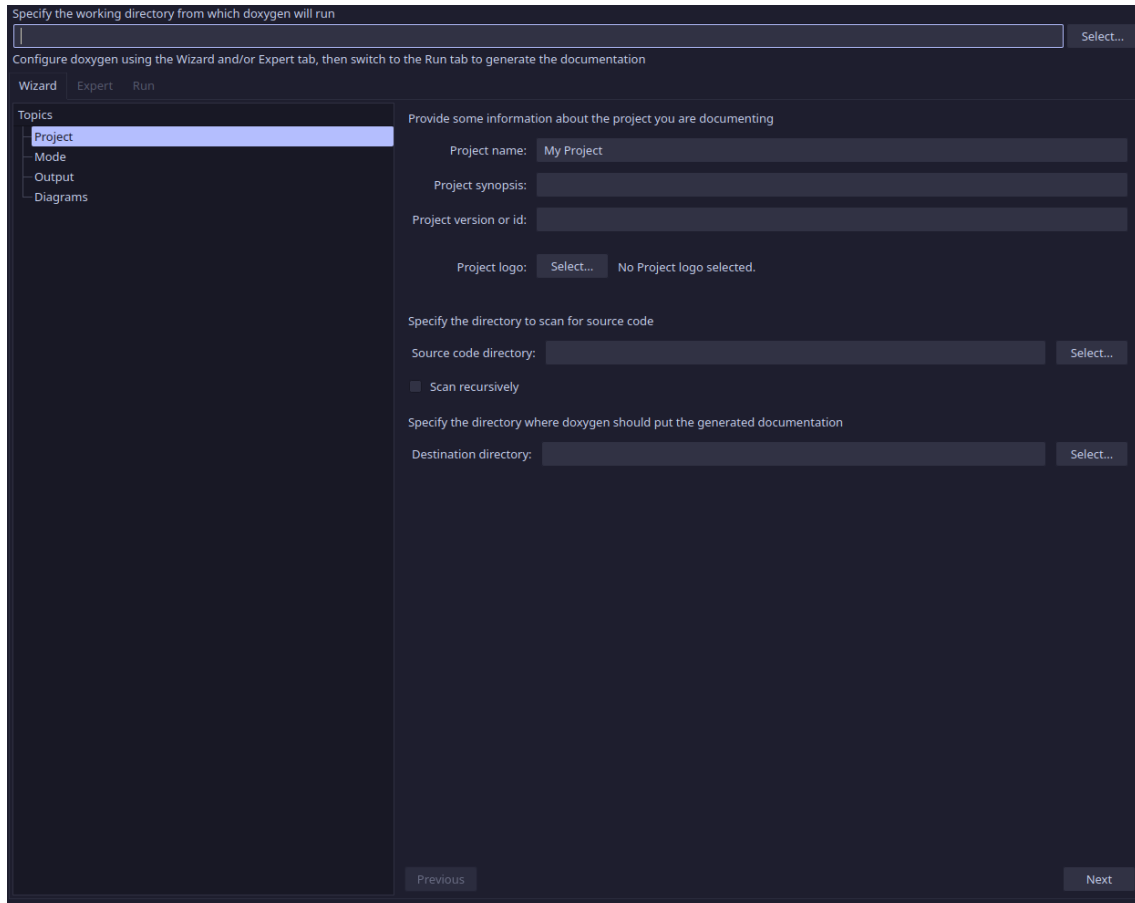 Specify the working directory from which doxygen will run
Select...
Configure doxygen using the Wizard and/or Expert tab, then switch to the Run tab to generate the documentation
Wizard Expert Run
Topics
Project
Mode
Output
Diagrams
Provide some information about the project you are documenting
Project name: My Project
Project synopsis:
Project version or id:
Project logo: Select... No Project logo selected.
Specify the directory to scan for source code
Source code directory: Select...
Scan recursively
Specify the directory where doxygen should put the generated documentation
Destination directory: Select...
Previous Next